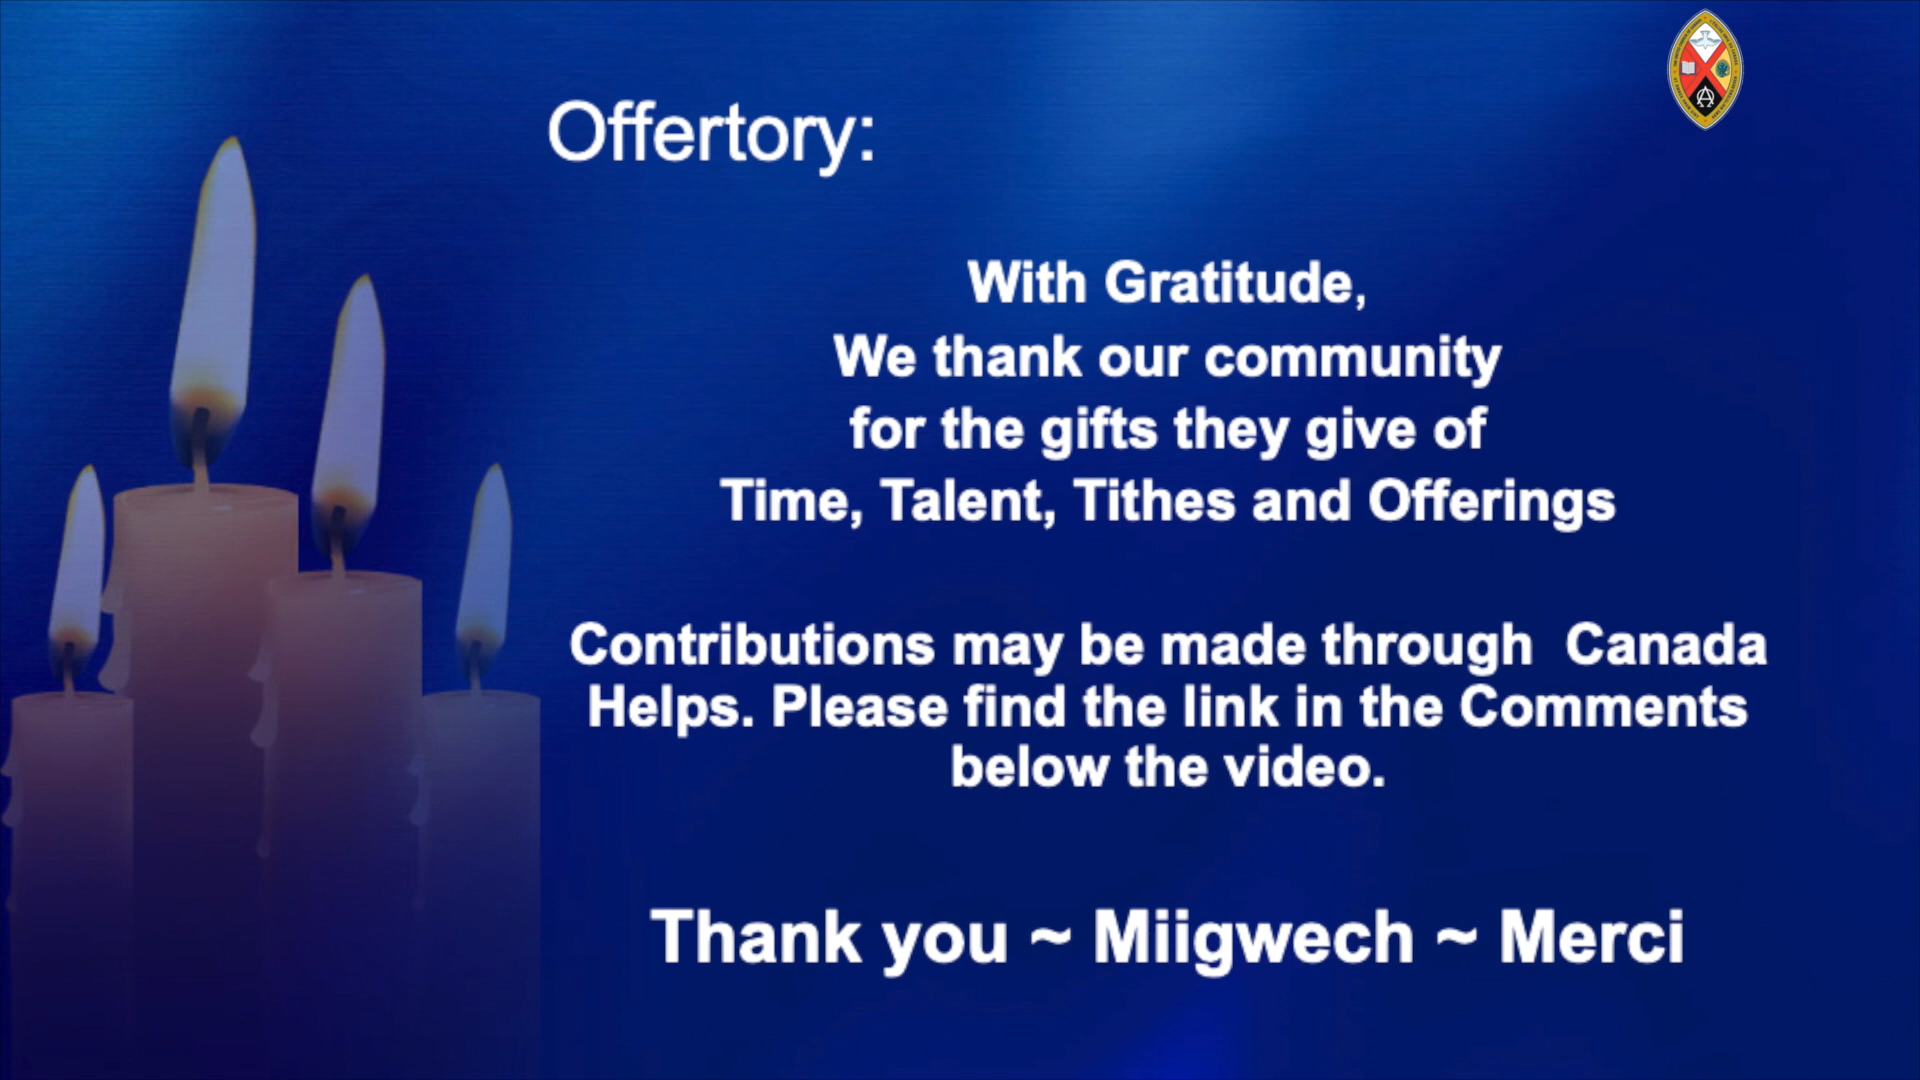 Offertory:
With Gratitude,
We thank our community
for the gifts they give of
Time, Talent, Tithes and Offerings
Contributions may be made through  Canada
Helps. Please find the link in the Comments
below the video.
Thank you ~ Miigwech ~ Merci